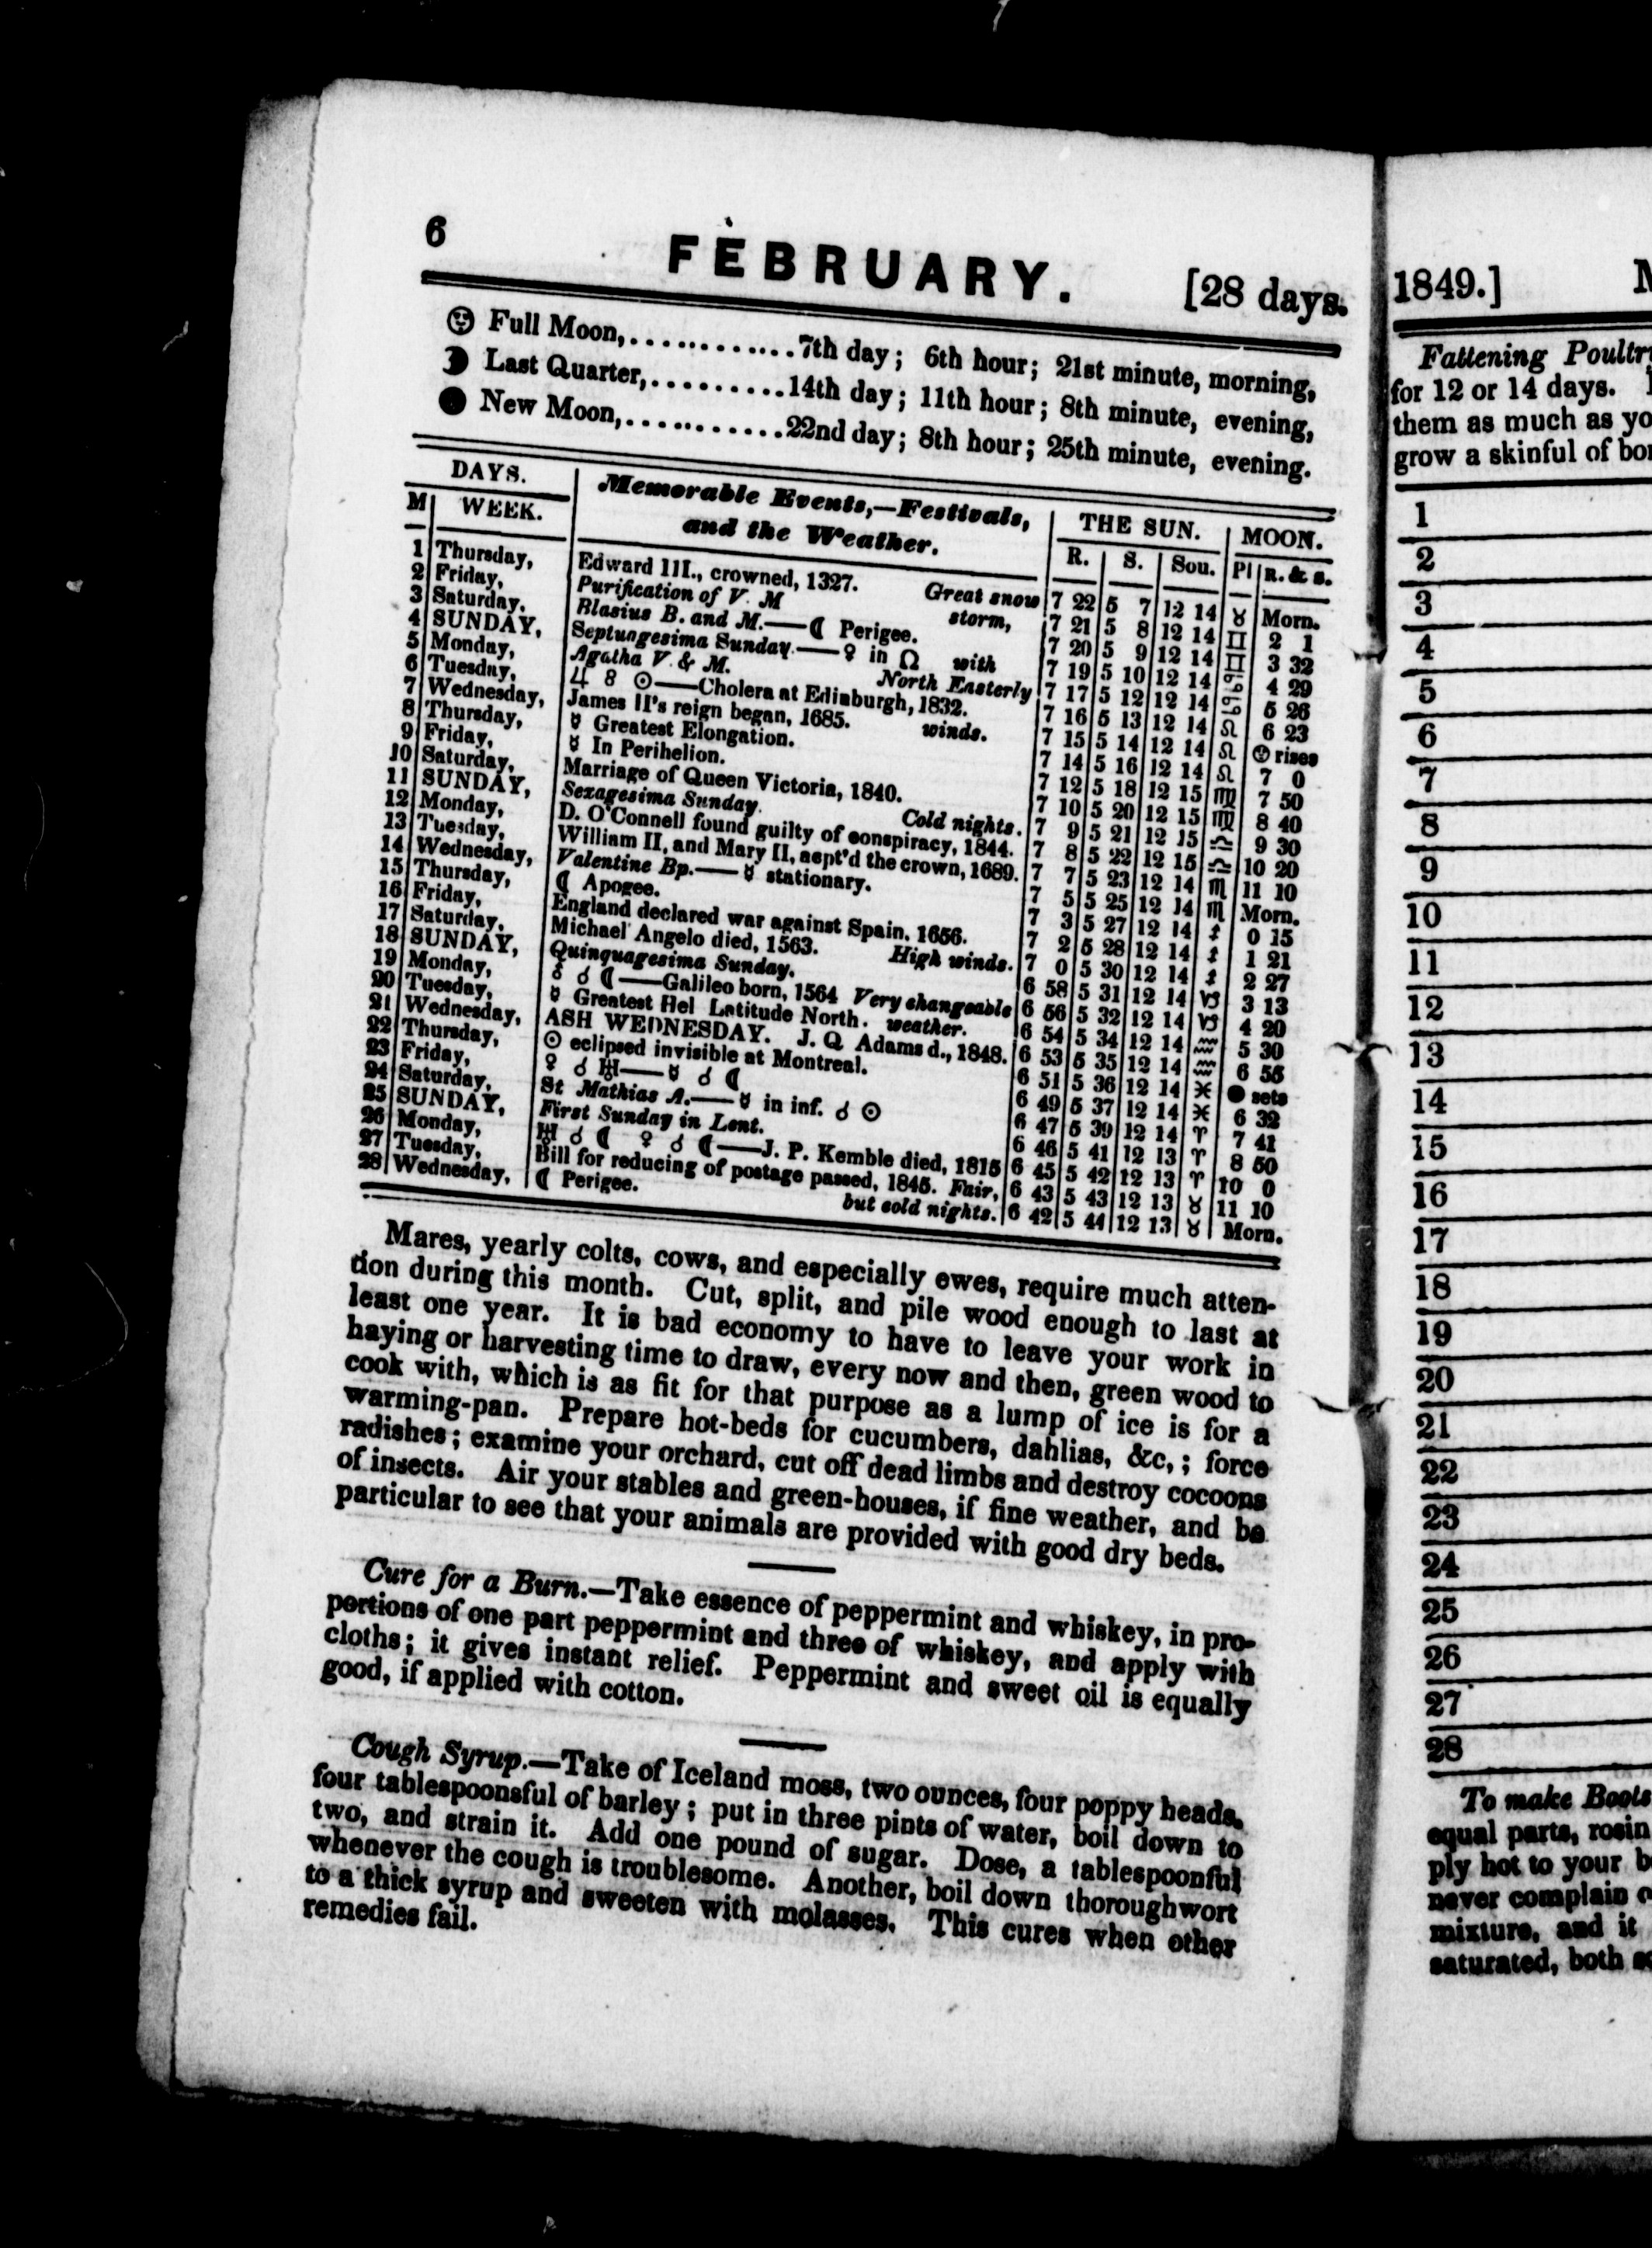 6
FEBRUARY.
[28 days.
Full Moon,............7th day; 6th hour; 21st minute, morning,
Last Quarter,.........14th day; 11th hour; 8th minute, evening,
New Moon,...........22nd day; 8th hour; 25th minute, evening.
DAYS. | Memorable Events,—Festivals, and the Weather. | THE SUN. | MOON.
M | WEEK. | R. | S. | Sou. | Pl | R. & s.
1 Thursday, Edward III., crowned, 1327. Great snow 7 22 5 7 12 14 ♉ Morn.
2 Friday, Purification of V. M storm, 7 21 5 8 12 14 ♊ 2 1
3 Saturday. Blasius B. and M.——☾ Perigee. 7 20 5 9 12 14 ♊ 3 32
4 SUNDAY, Septuagesima Sunday.——♀ in ☊ with 7 19 5 10 12 14 ♋ 4 29
5 Monday, Agatha V. & M. North Easterly 7 17 5 12 12 14 ♋ 5 26
6 Tuesday, ♃ 8 ☉——Cholera at Edinburgh, 1832. 7 16 5 13 12 14 ♌ 6 23
7 Wednesday, James II's reign began, 1685. winds. 7 15 5 14 12 14 ♌ rises
8 Thursday, ☿ Greatest Elongation. 7 14 5 16 12 14 ♌ 7 0
9 Friday, ☿ In Perihelion. 7 12 5 18 12 15 ♍ 7 50
10 Saturday, Marriage of Queen Victoria, 1840. 7 10 5 20 12 15 ♍ 8 40
11 SUNDAY, Sexagesima Sunday. Cold nights. 7 9 5 21 12 15 ♎ 9 30
12 Monday, D. O'Connell found guilty of conspiracy, 1844. 7 8 5 22 12 15 ♎ 10 20
13 Tuesday, William II, and Mary II, acpt'd the crown, 1689. 7 7 5 23 12 14 ♏ 11 10
14 Wednesday, Valentine Bp.——☿ stationary. 7 5 5 25 12 14 ♏ Morn.
15 Thursday, ☾ Apogee. 7 3 5 27 12 14 ♐ 0 15
16 Friday, England declared war against Spain, 1656. 7 2 5 28 12 14 ♐ 1 21
17 Saturday. Michael Angelo died, 1563. High winds. 7 0 5 30 12 14 ♐ 2 27
18 SUNDAY, Quinquagesima Sunday. 6 58 5 31 12 14 ♑ 3 13
19 Monday, ♂ ☌ ☾——Galileo born, 1564 Very changeable 6 56 5 32 12 14 ♑ 4 20
20 Tuesday, ☿ Greatest Hel Latitude North. weather. 6 54 5 34 12 14 ♒ 5 30
21 Wednesday, ASH WEDNESDAY. J. Q Adams d., 1848. 6 53 5 35 12 14 ♒ 6 55
22 Thursday, ☉ eclipsed invisible at Montreal. 6 51 5 36 12 14 ♓ ● sets
23 Friday, ♀ ☌ ♅——☿ ☌ ☾ 6 49 5 37 12 14 ♓ 6 32
24 Saturday, St Mathias A.——☿ in inf. ☌ ☉ 6 47 5 39 12 14 ♈ 7 41
25 SUNDAY, First Sunday in Lent. 6 46 5 41 12 13 ♈ 8 50
26 Monday, ♅ ☌ ☾ ♀ ☌ ☾——J. P. Kemble died, 1815 6 45 5 42 12 13 ♈ 10 0
27 Tuesday, Bill for reducing of postage passed, 1845. Fair, 6 43 5 43 12 13 ♉ 11 10
28 Wednesday, ☾ Perigee. but cold nights. 6 42 5 44 12 13 ♉ Morn.
Mares, yearly colts, cows, and especially ewes, require much atten-
tion during this month. Cut, split, and pile wood enough to last at
least one year. It is bad economy to have to leave your work in
haying or harvesting time to draw, every now and then, green wood to
cook with, which is as fit for that purpose as a lump of ice is for a
warming-pan. Prepare hot-beds for cucumbers, dahlias, &c,; force
radishes; examine your orchard, cut off dead limbs and destroy cocoons
of insects. Air your stables and green-houses, if fine weather, and be
particular to see that your animals are provided with good dry beds.
Cure for a Burn.—Take essence of peppermint and whiskey, in pro-
portions of one part peppermint and three of whiskey, and apply with
cloths; it gives instant relief. Peppermint and sweet oil is equally
good, if applied with cotton.
Cough Syrup.—Take of Iceland moss, two ounces, four poppy heads,
four tablespoonsful of barley; put in three pints of water, boil down to
two, and strain it. Add one pound of sugar. Dose, a tablespoonful
whenever the cough is troublesome. Another, boil down thoroughwort
to a thick syrup and sweeten with molasses. This cures when other
remedies fail.
1849.]
Fattening Poultry
for 12 or 14 days.
them as much as yo
grow a skinful of bo
1
2
3
4
5
6
7
8
9
10
11
12
13
14
15
16
17
18
19
20
21
22
23
24
25
26
27
28
To make Boots
equal parts, rosin
ply hot to your b
never complain o
mixture, and it
saturated, both s